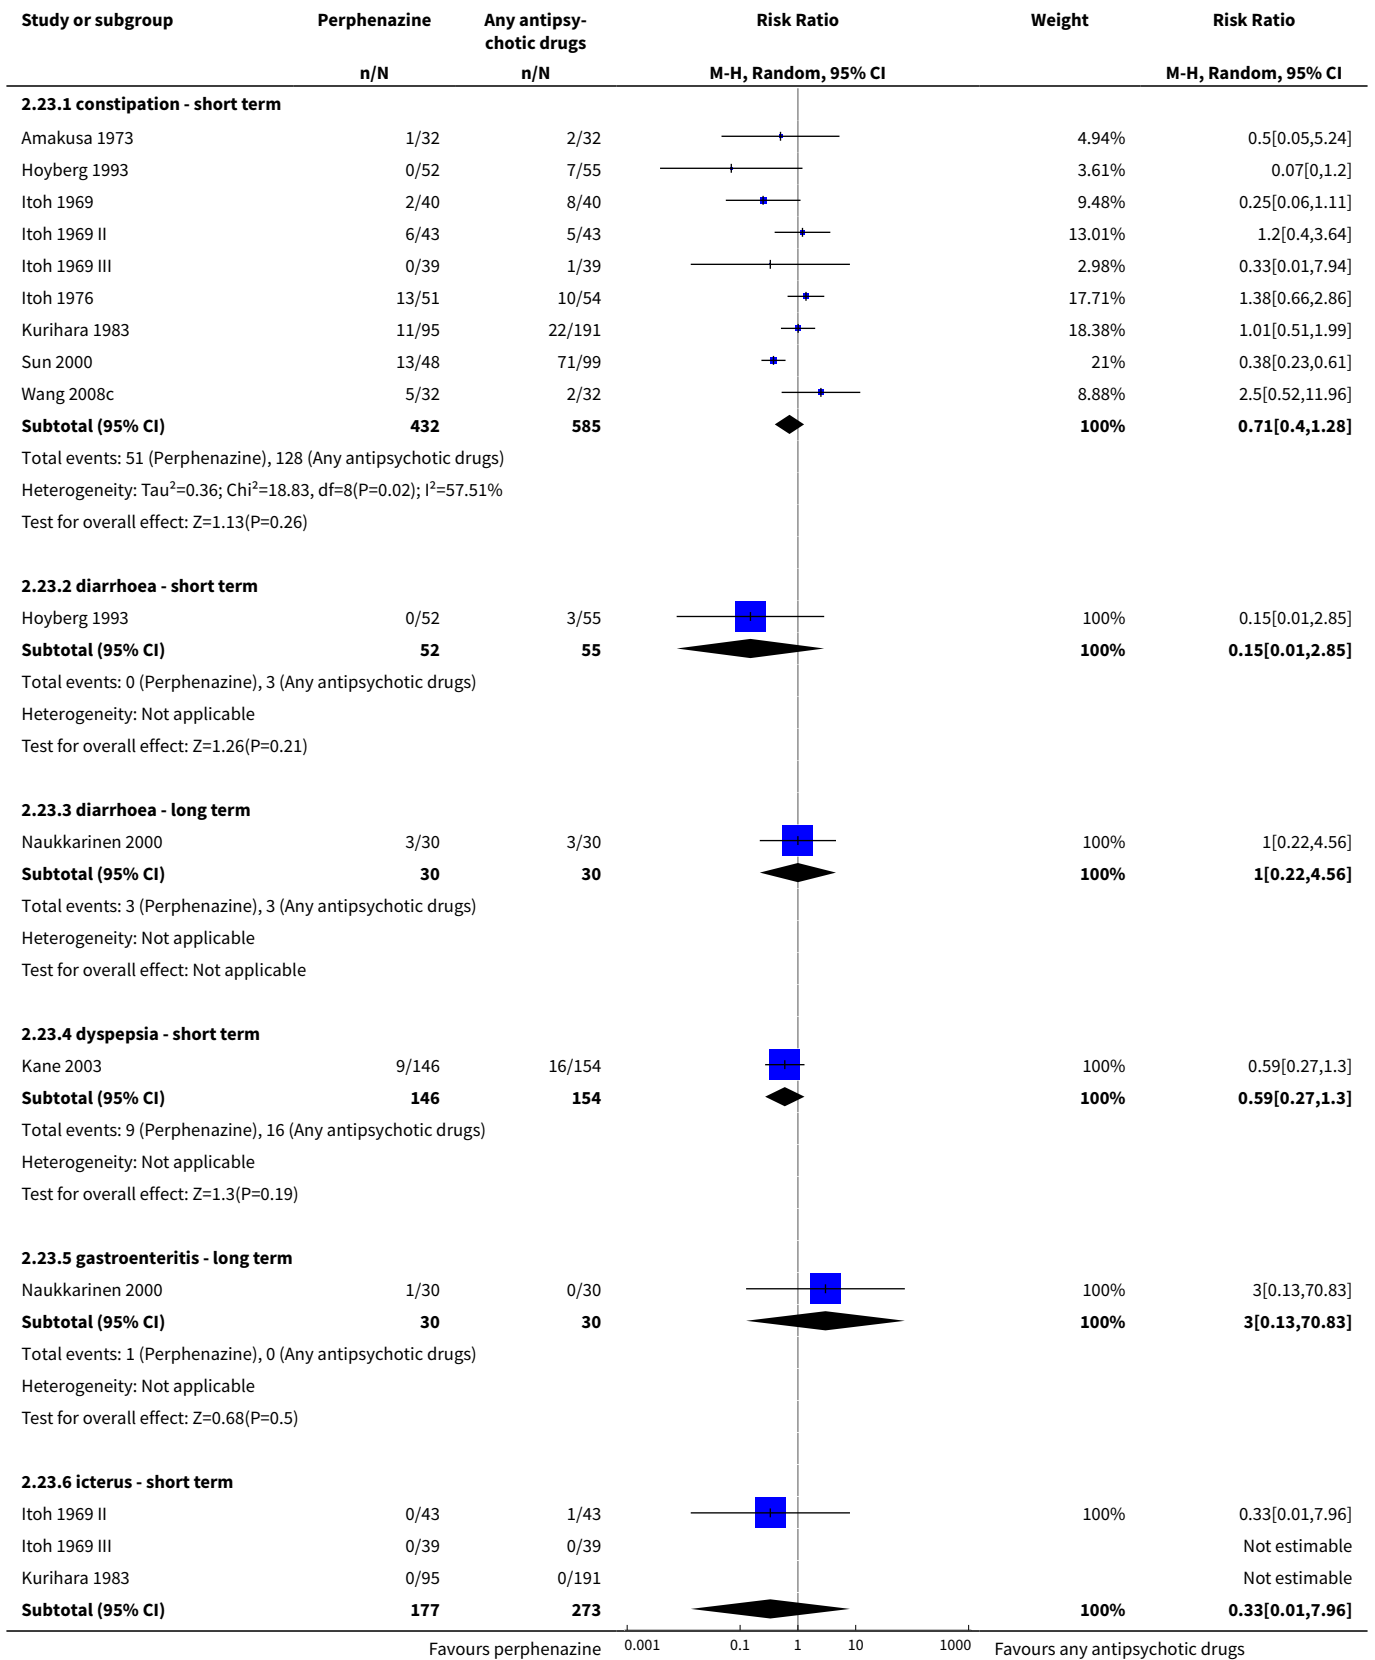 Study or subgroup Perphenazine Any antipsy- Risk Ratio Weight Risk Ratio
chotic drugs
n/N n/N M-H, Random, 95% CI M-H, Random, 95% CI
2.23.1 constipation - short term
Amakusa 1973 1/32 2/32 4.94% 0.5[0.05,5.24]
Hoyberg 1993 0/52 7/55 3.61% 0.07[0,1.2]
Itoh 1969 2/40 8/40 9.48% 0.25[0.06,1.11]
Itoh 1969 II 6/43 5/43 13.01% 1.2[0.4,3.64]
Itoh 1969 III 0/39 1/39 2.98% 0.33[0.01,7.94]
Itoh 1976 13/51 10/54 17.71% 1.38[0.66,2.86]
Kurihara 1983 11/95 22/191 18.38% 1.01[0.51,1.99]
Sun 2000 13/48 71/99 21% 0.38[0.23,0.61]
Wang 2008c 5/32 2/32 8.88% 2.5[0.52,11.96]
Subtotal (95% CI) 432 585 100% 0.71[0.4,1.28]
Total events: 51 (Perphenazine), 128 (Any antipsychotic drugs)
Heterogeneity: Tau²=0.36; Chi²=18.83, df=8(P=0.02); I²=57.51%
Test for overall effect: Z=1.13(P=0.26)
2.23.2 diarrhoea - short term
Hoyberg 1993 0/52 3/55 100% 0.15[0.01,2.85]
Subtotal (95% CI) 52 55 100% 0.15[0.01,2.85]
Total events: 0 (Perphenazine), 3 (Any antipsychotic drugs)
Heterogeneity: Not applicable
Test for overall effect: Z=1.26(P=0.21)
2.23.3 diarrhoea - long term
Naukkarinen 2000 3/30 3/30 100% 1[0.22,4.56]
Subtotal (95% CI) 30 30 100% 1[0.22,4.56]
Total events: 3 (Perphenazine), 3 (Any antipsychotic drugs)
Heterogeneity: Not applicable
Test for overall effect: Not applicable
2.23.4 dyspepsia - short term
Kane 2003 9/146 16/154 100% 0.59[0.27,1.3]
Subtotal (95% CI) 146 154 100% 0.59[0.27,1.3]
Total events: 9 (Perphenazine), 16 (Any antipsychotic drugs)
Heterogeneity: Not applicable
Test for overall effect: Z=1.3(P=0.19)
2.23.5 gastroenteritis - long term
Naukkarinen 2000 1/30 0/30 100% 3[0.13,70.83]
Subtotal (95% CI) 30 30 100% 3[0.13,70.83]
Total events: 1 (Perphenazine), 0 (Any antipsychotic drugs)
Heterogeneity: Not applicable
Test for overall effect: Z=0.68(P=0.5)
2.23.6 icterus - short term
Itoh 1969 II 0/43 1/43 100% 0.33[0.01,7.96]
Itoh 1969 III 0/39 0/39 Not estimable
Kurihara 1983 0/95 0/191 Not estimable
Subtotal (95% CI) 177 273 100% 0.33[0.01,7.96]
Favours perphenazine 0.001 0.1 1 10 1000 Favours any antipsychotic drugs